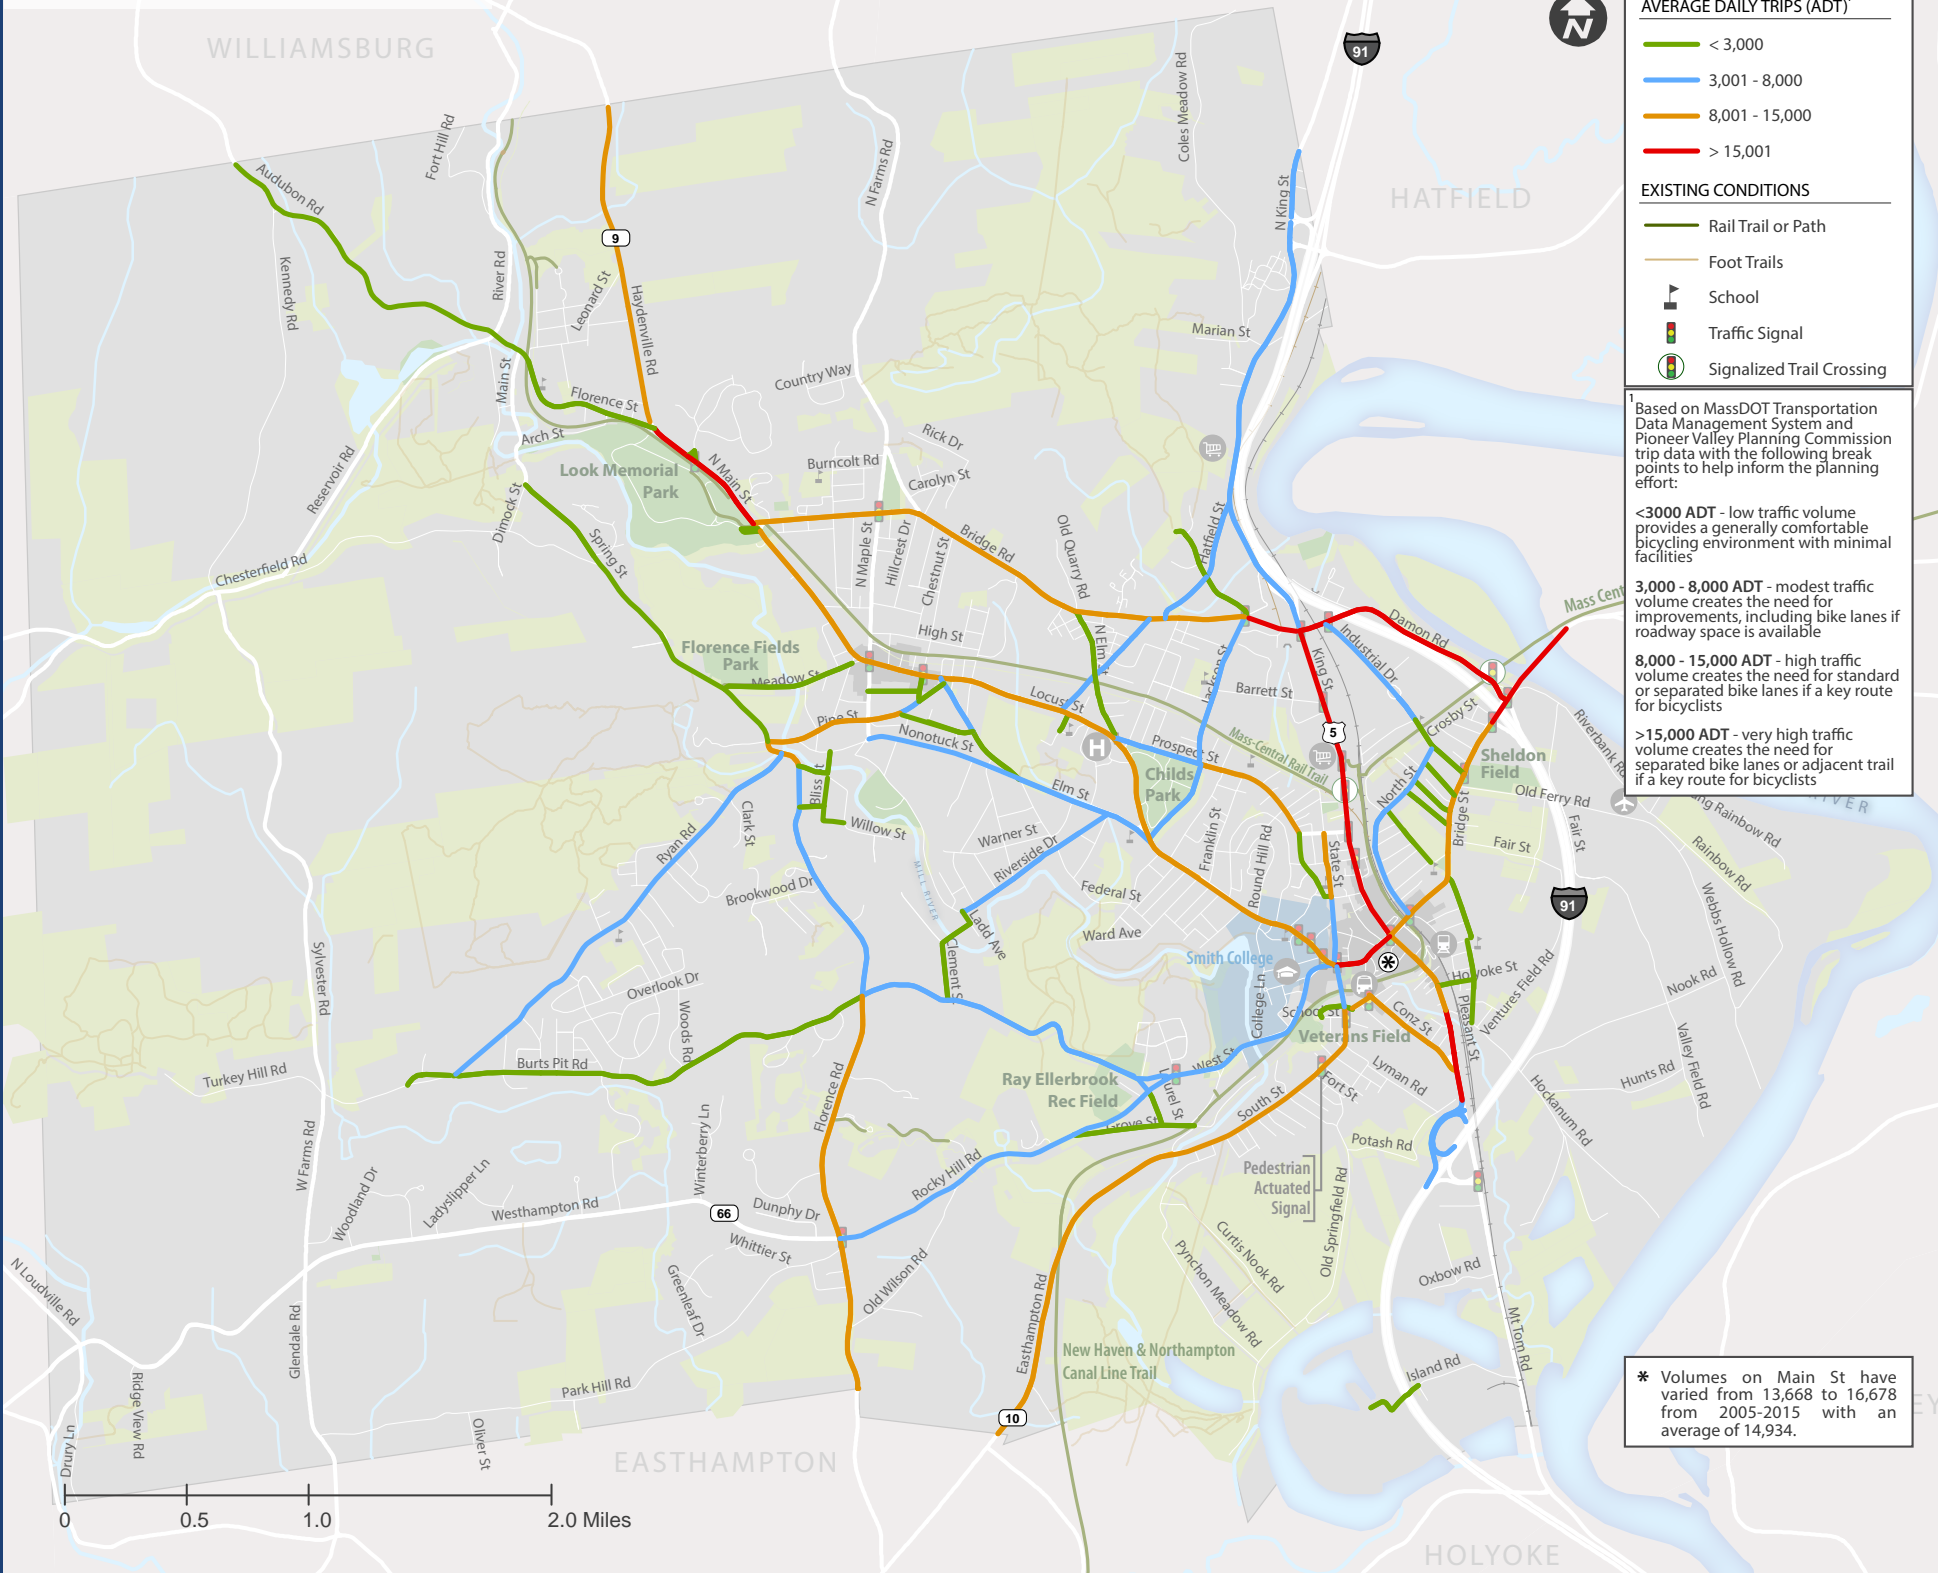 WILLIAMSBURG
HATFIELD
EASTHAMPTON
HOLYOKE
AVERAGE DAILY TRIPS (ADT)¹
< 3,000
3,001 - 8,000
8,001 - 15,000
> 15,001
EXISTING CONDITIONS
Rail Trail or Path
Foot Trails
School
Traffic Signal
Signalized Trail Crossing
1
Based on MassDOT Transportation
Data Management System and
Pioneer Valley Planning Commission
trip data with the following break
points to help inform the planning
effort:
<3000 ADT - low traffic volume
provides a generally comfortable
bicycling environment with minimal
facilities
3,000 - 8,000 ADT - modest traffic
volume creates the need for
improvements, including bike lanes if
roadway space is available
8,000 - 15,000 ADT - high traffic
volume creates the need for standard
or separated bike lanes if a key route
for bicyclists
>15,000 ADT - very high traffic
volume creates the need for
separated bike lanes or adjacent trail
if a key route for bicyclists
* Volumes on Main St have
varied from 13,668 to 16,678
from 2005-2015 with an
average of 14,934.
N
91
9
5
91
66
10
H
*
Audubon Rd
Fort Hill Rd
Kennedy Rd
River Rd
Leonard St
Haydenville Rd
N Farms Rd
Coles Meadow Rd
N King St
Marian St
Main St
Florence St
Arch St
Country Way
Look Memorial
Park
N Main St
Burncolt Rd
Rick Dr
Carolyn St
Reservoir Rd
Dimock St
Spring St
Chesterfield Rd
N Maple St
Hillcrest Dr
Chestnut St
Bridge Rd
Old Quarry Rd
Hatfield St
High St
N Elm St
Jackson St
Barrett St
King St
Industrial Dr
Damon Rd
Mass Cent
Florence Fields
Park
Meadow St
Pine St
Nonotuck St
Locust St
Prospect St
Mass-Central Rail Trail
Crosby St
Riverbank Rd
Sheldon
Field
Old Ferry Rd
North St
Bridge St
Fair St
Fair St
Rainbow Rd
Webbs Hollow Rd
Childs
Park
Elm St
Bliss St
Clark St
Willow St
Ryan Rd
Warner St
Riverside Dr
MILL RIVER
Franklin St
Round Hill Rd
State St
Federal St
Brookwood Dr
Ladd Ave
Ward Ave
Clement St
Smith College
College Ln
Holyoke St
Pleasant St
Ventures Field Rd
Nook Rd
Valley Field Rd
Hunts Rd
Hockanum Rd
School St
Conz St
Veterans Field
Overlook Dr
Woods Rd
Sylvester Rd
Burts Pit Rd
Turkey Hill Rd
Florence Rd
Ray Ellerbrook
Rec Field
West St
Laurel St
Grove St
South St
Fort St
Lyman Rd
Potash Rd
Pedestrian
Actuated
Signal
W Farms Rd
Woodland Dr
Ladyslipper Ln
Westhampton Rd
Winterberry Ln
Dunphy Dr
Whittier St
Rocky Hill Rd
Old Wilson Rd
Greenleaf Dr
Easthampton Rd
Curtis Nook Rd
Pynchon Meadow Rd
Old Springfield Rd
Oxbow Rd
Mt Tom Rd
Island Rd
New Haven & Northampton
Canal Line Trail
N Loudville Rd
Glendale Rd
Ridge View Rd
Drury Ln
Oliver St
Park Hill Rd
0 0.5 1.0 2.0 Miles